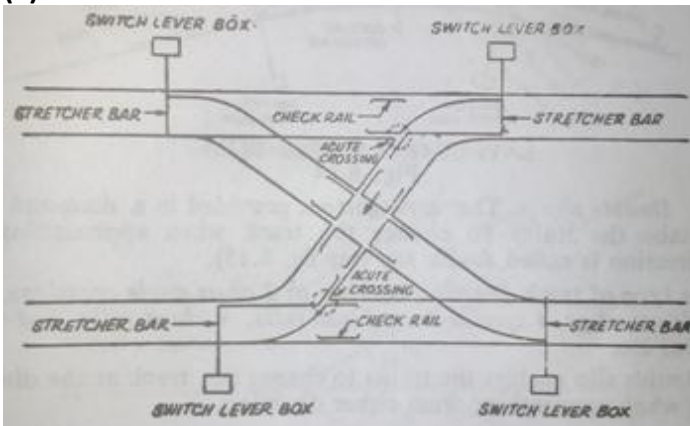 SWITCH LEVER BOX
SWITCH LEVER BOX
STRETCHER BAR
CHECK RAIL
STRETCHER BAR
ACUTE
CROSSING
ACUTE
CROSSING
STRETCHER BAR
CHECK RAIL
STRETCHER BAR
SWITCH LEVER BOX
SWITCH LEVER BOX